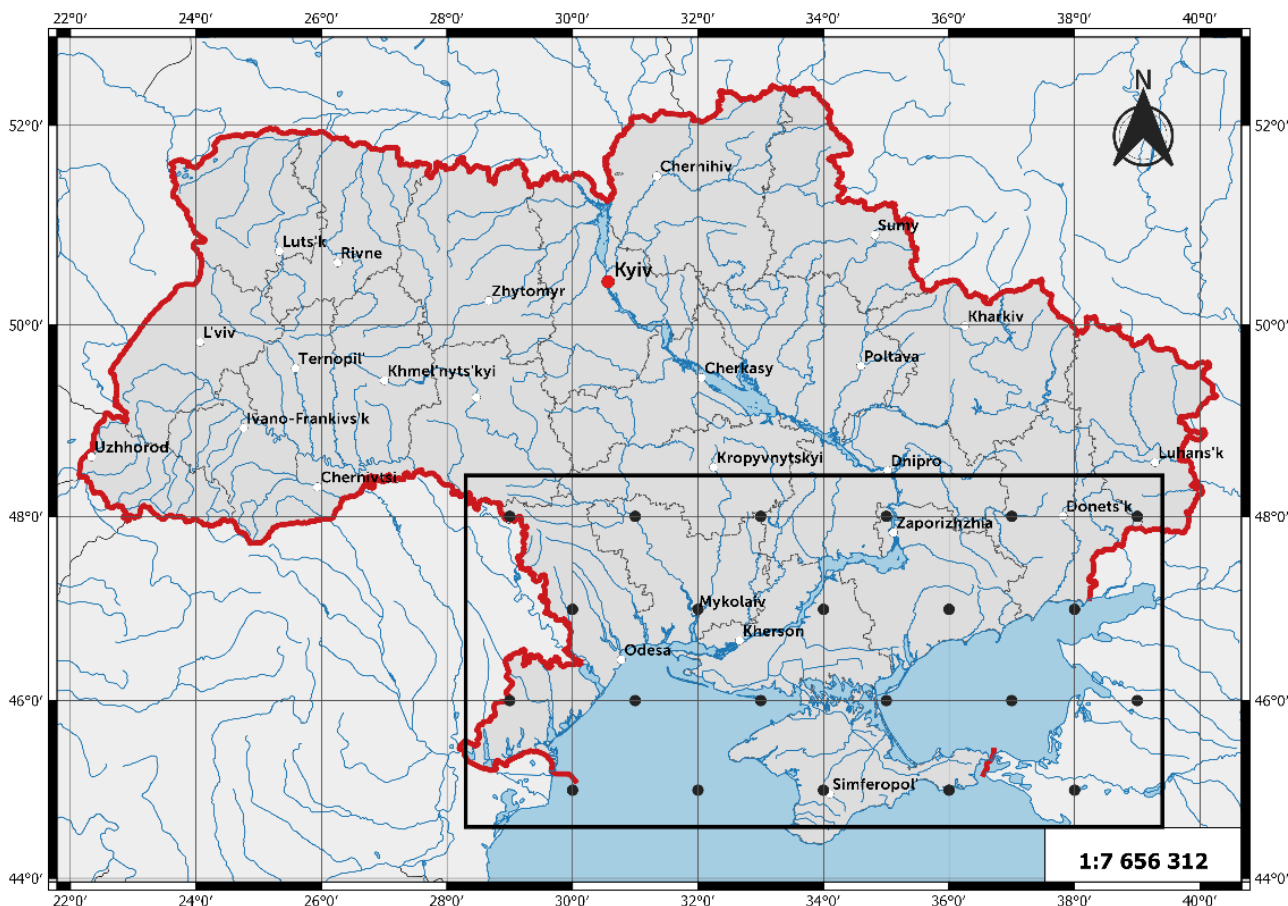 22°0′ 24°0′ 26°0′ 28°0′ 30°0′ 32°0′ 34°0′ 36°0′ 38°0′ 40°0′
N
52°0′ 52°0′
Chernihiv
Sumy
Luts'k
Rivne
Kyiv
Zhytomyr
Kharkiv
50°0′ 50°0′
L'viv
Ternopil'
Poltava
Khmel'nyts'kyi
Cherkasy
Ivano-Frankivs'k
Uzhhorod
Kropyvnytskyi
Dnipro
Luhans'k
Chernivtsi
48°0′ 48°0′
Donets'k
Zaporizhzhia
Mykolaiv
Kherson
Odesa
46°0′ 46°0′
Simferopol'
1:7 656 312
44°0′ 44°0′
22°0′ 24°0′ 26°0′ 28°0′ 30°0′ 32°0′ 34°0′ 36°0′ 38°0′ 40°0′